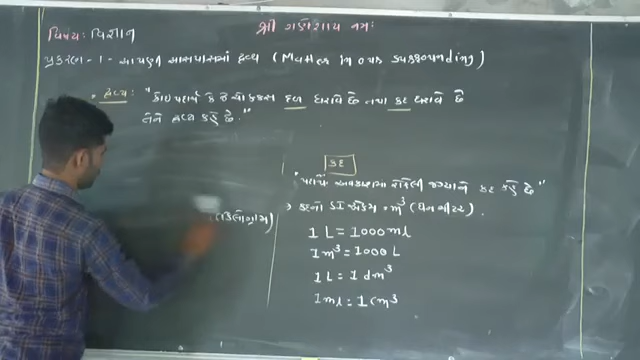 શ્રી ગણેશાય નમઃ
વિષય: વિજ્ઞાન
પ્રકરણ-1- આપણી આસપાસમાં દ્રવ્ય (Matter in our surrounding)
• દ્રવ્ય: "કોઈ પદાર્થ કે જે ચોક્કસ દળ ધરાવે છે તથા કદ ધરાવે છે
તેને દ્રવ્ય કહે છે."
કદ
"પદાર્થે અવકાશમાં રોકેલી જગ્યાને કદ કહે છે"
→ કદનો SI એકમ = m³ (ઘન મીટર).
(કિલોગ્રામ)
1 L = 1000 ml
1 m³ = 1000 L
1 L = 1 dm³
1 ml = 1 cm³